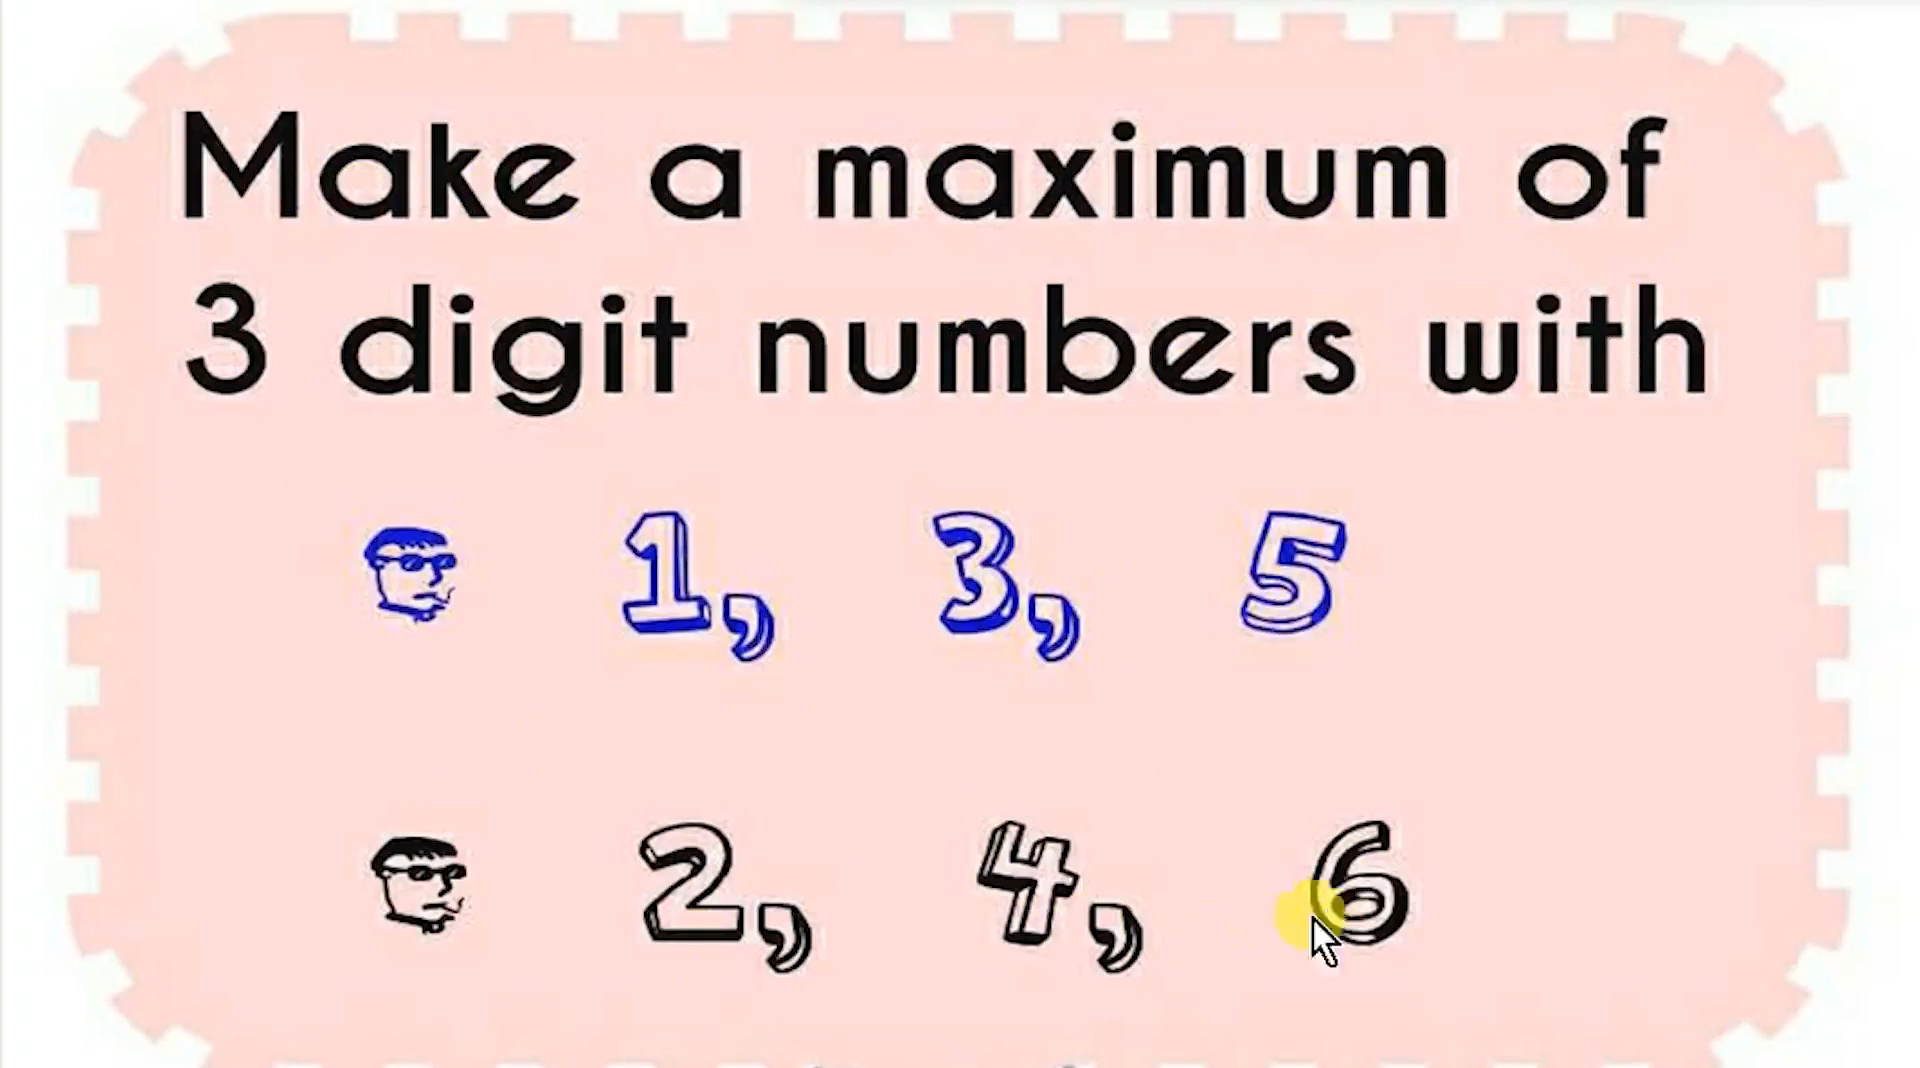 Make a maximum of
3 digit numbers with
1, 3, 5
2, 4, 6